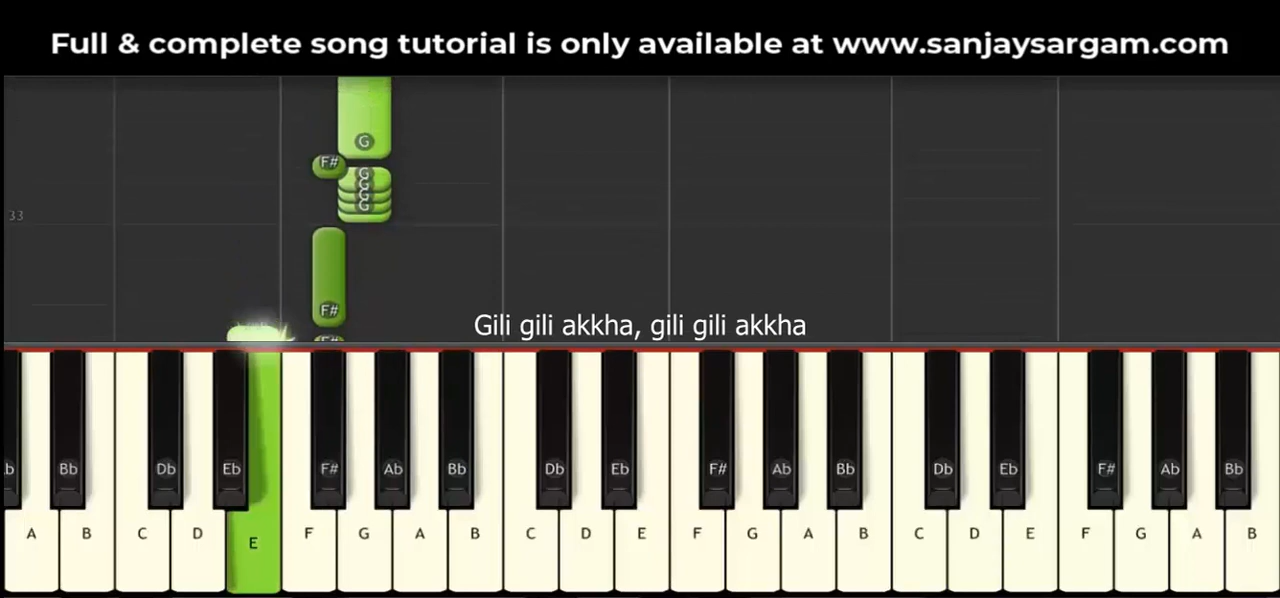 Full & complete song tutorial is only available at www.sanjaysargam.com
G
F#
G
G
G
G
33
F#
Gili gili akkha, gili gili akkha
F#
b Bb Db Eb F# Ab Bb Db Eb F# Ab Bb Db Eb F# Ab Bb
A B C D E F G A B C D E F G A B C D E F G A B